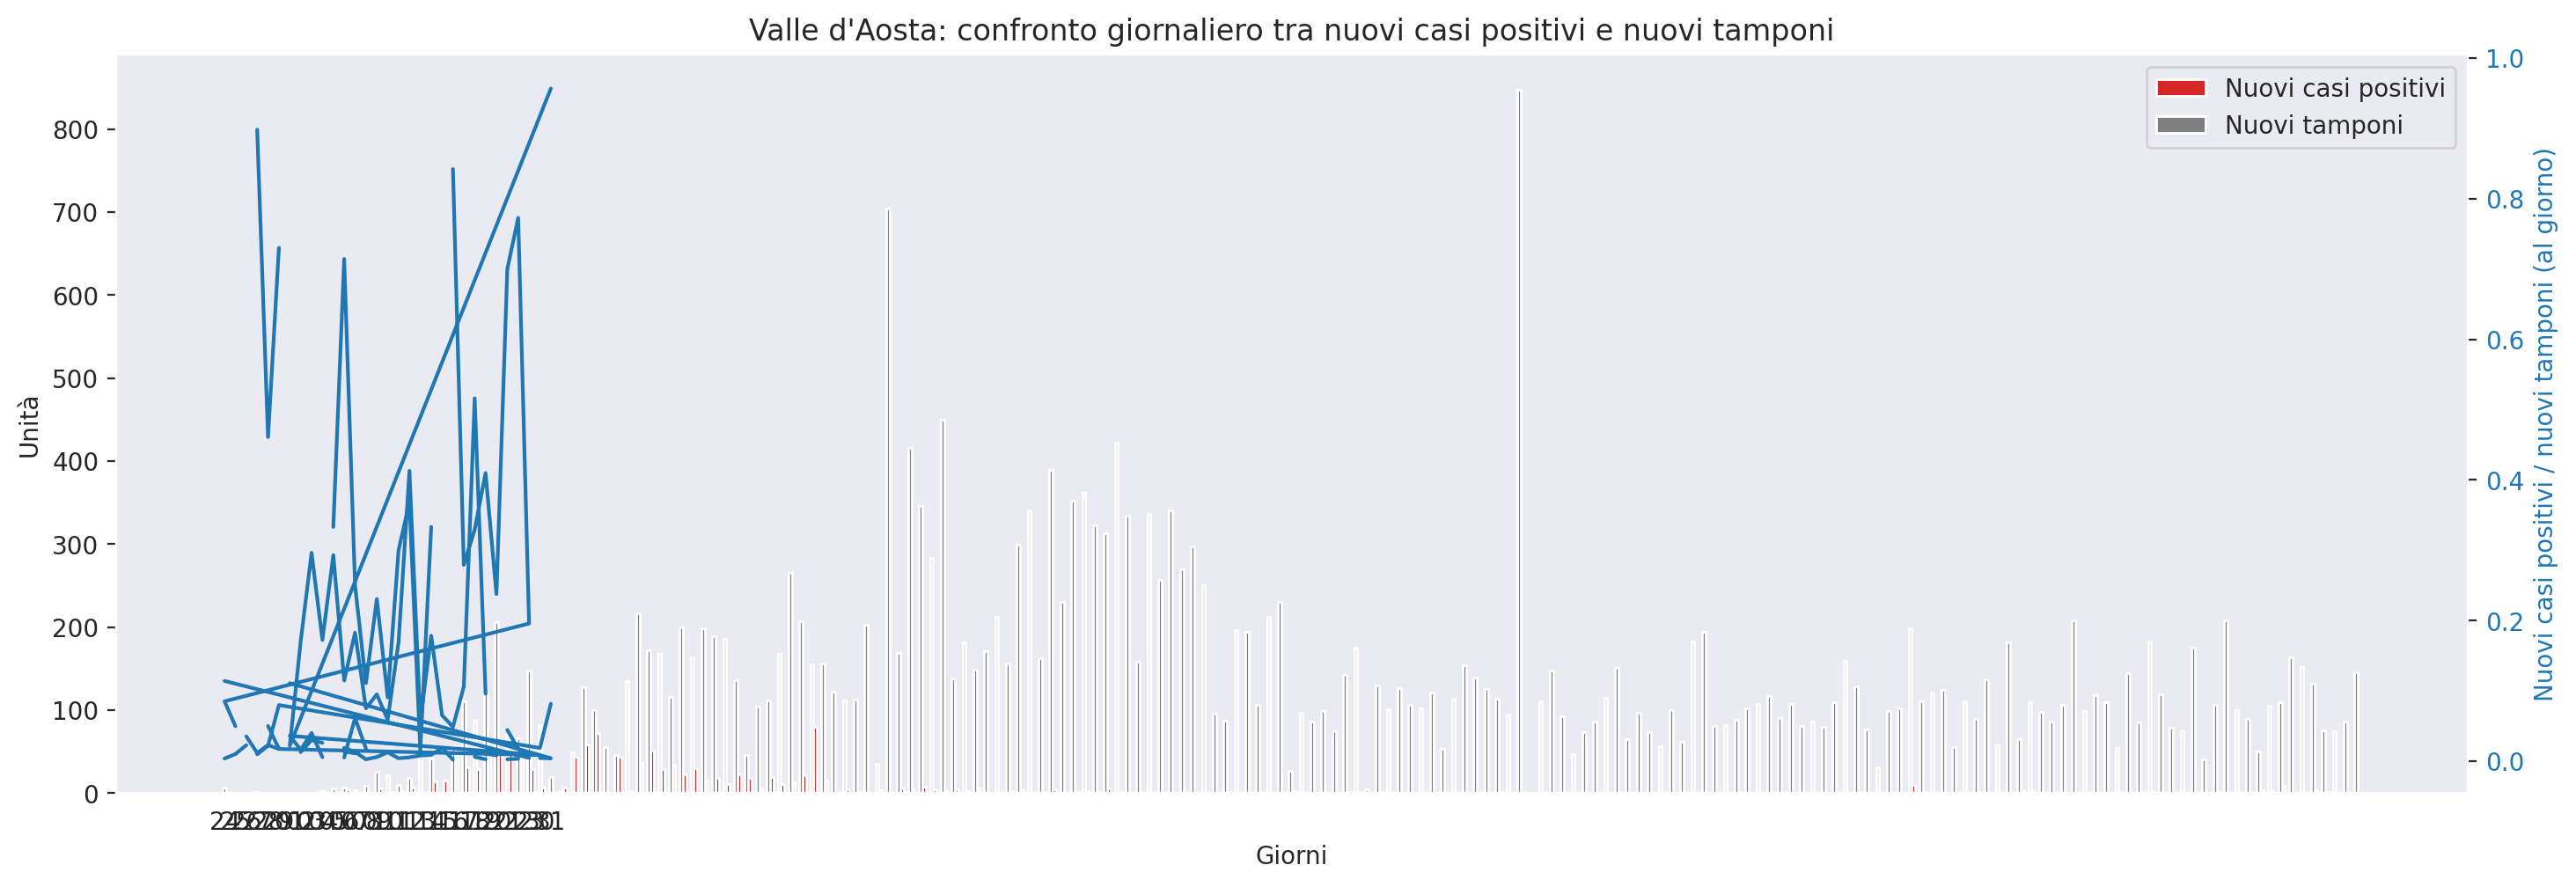 Valle d'Aosta: confronto giornaliero tra nuovi casi positivi e nuovi tamponi
Nuovi casi positivi
Nuovi tamponi
800
700
600
500
400
300
200
100
0
Unità
1.0
0.8
0.6
0.4
0.2
0.0
Nuovi casi positivi / nuovi tamponi (al giorno)
Giorni